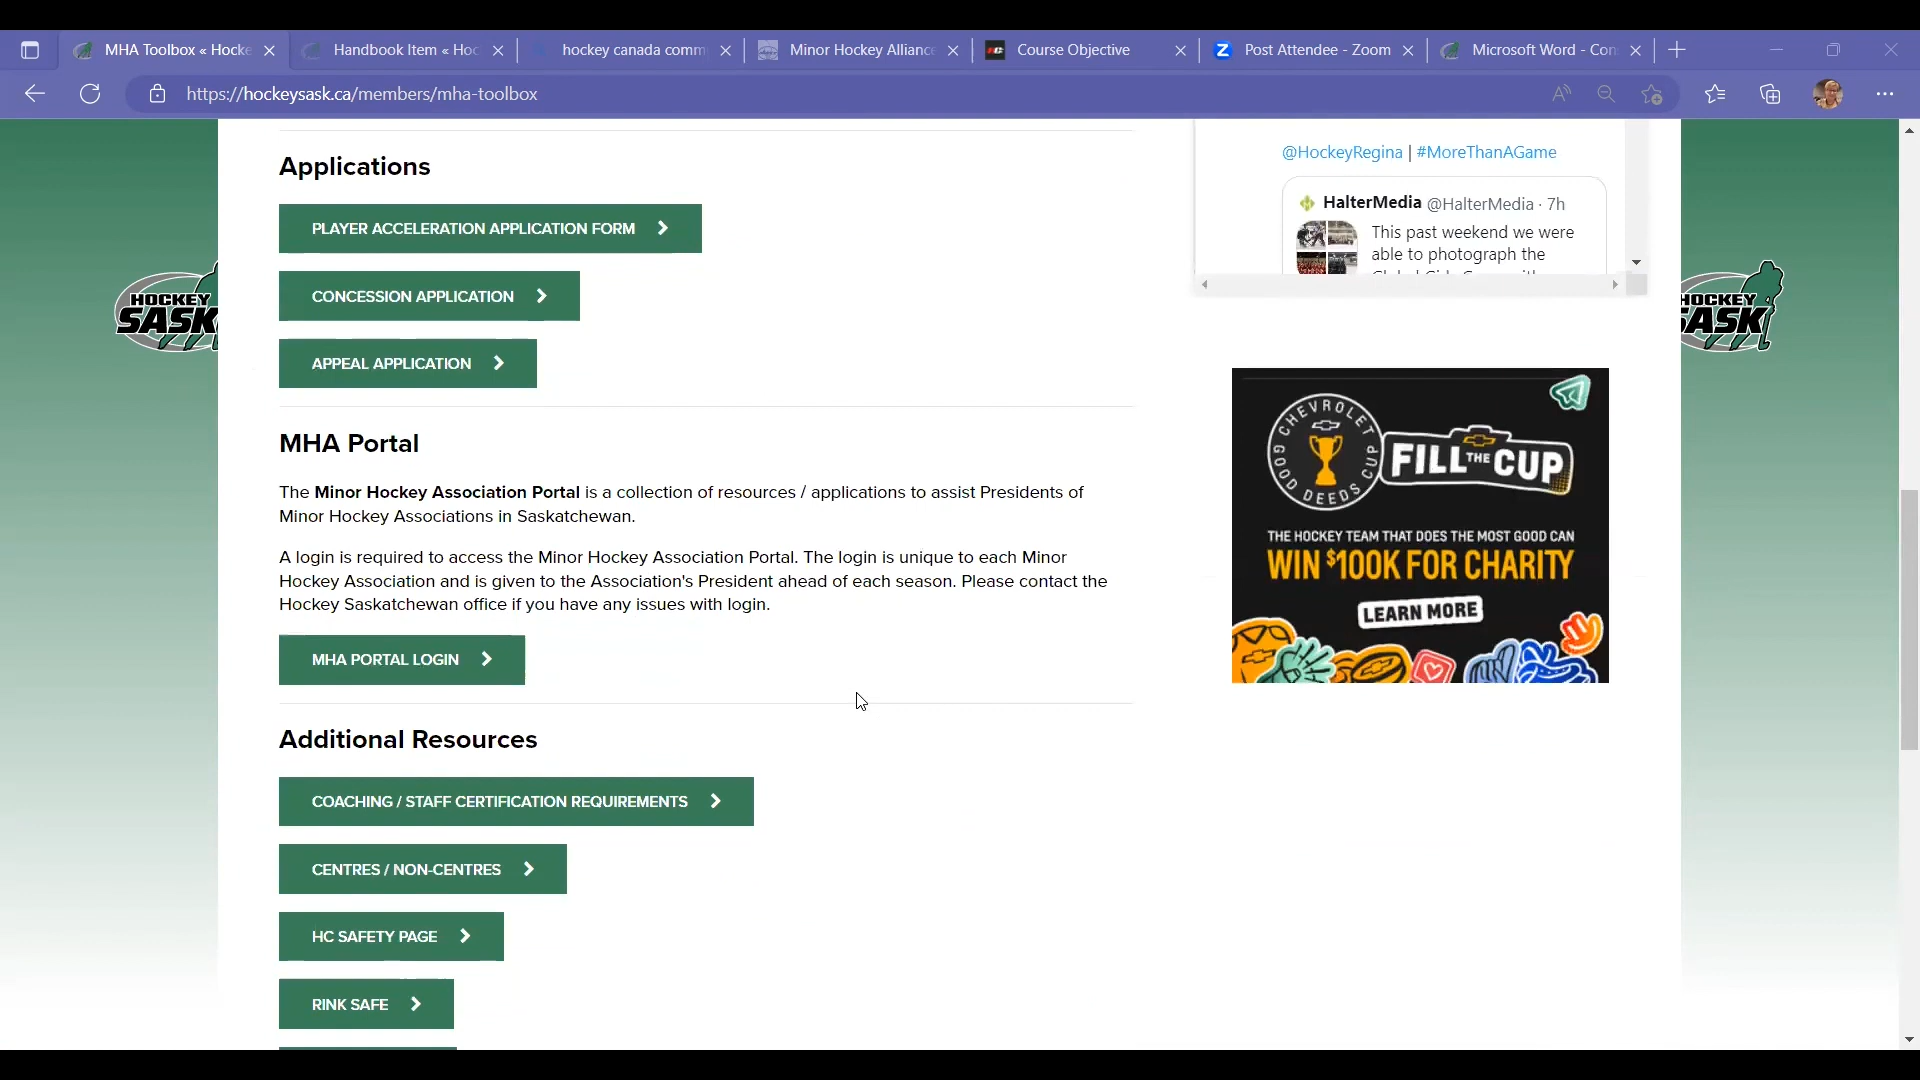 MHA Toolbox « Hocke
Handbook Item « Hoc
hockey canada comm
Minor Hockey Alliance
Course Objective
Post Attendee - Zoom
Microsoft Word - Con
https://hockeysask.ca/members/mha-toolbox
Applications
PLAYER ACCELERATION APPLICATION FORM
CONCESSION APPLICATION
APPEAL APPLICATION
MHA Portal
The Minor Hockey Association Portal is a collection of resources / applications to assist Presidents of
Minor Hockey Associations in Saskatchewan.
A login is required to access the Minor Hockey Association Portal. The login is unique to each Minor
Hockey Association and is given to the Association's President ahead of each season. Please contact the
Hockey Saskatchewan office if you have any issues with login.
MHA PORTAL LOGIN
Additional Resources
COACHING / STAFF CERTIFICATION REQUIREMENTS
CENTRES / NON-CENTRES
HC SAFETY PAGE
RINK SAFE
@HockeyRegina | #MoreThanAGame
HalterMedia @HalterMedia · 7h
This past weekend we were
able to photograph the
CHEVROLET
GOOD DEEDS CUP
FILL THE CUP
THE HOCKEY TEAM THAT DOES THE MOST GOOD CAN
WIN $100K FOR CHARITY
LEARN MORE
HOCKEY
SASK
HOCKEY
SASK